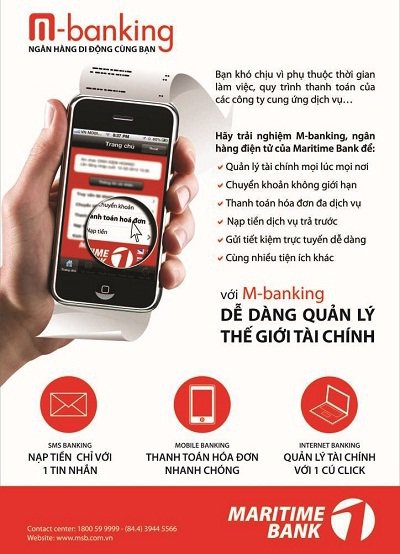 M-banking
NGÂN HÀNG DI ĐỘNG CÙNG BẠN
Bạn khó chịu vì phụ thuộc thời gian
làm việc, quy trình thanh toán của
các công ty cung ứng dịch vụ...
Hãy trải nghiệm M-banking, ngân
hàng điện tử của Maritime Bank để:
Quản lý tài chính mọi lúc mọi nơi
Chuyển khoản không giới hạn
Thanh toán hóa đơn đa dịch vụ
Nạp tiền dịch vụ trả trước
Gửi tiết kiệm trực tuyến dễ dàng
Cùng nhiều tiện ích khác
8:37 PM
Trang chủ
Chuyển khoản
hanh toán hoá đơn
Nạp tiền
MARITIME
BANK
với M-banking
DỄ DÀNG QUẢN LÝ
THẾ GIỚI TÀI CHÍNH
SMS BANKING
NẠP TIỀN CHỈ VỚI
1 TIN NHẮN
MOBILE BANKING
THANH TOÁN HÓA ĐƠN
NHANH CHÓNG
INTERNET BANKING
QUẢN LÝ TÀI CHÍNH
VỚI 1 CÚ CLICK
Contact center: 1800 59 9999 - (84.4) 3944 5566
Website: www.msb.com.vn
MARITIME
BANK